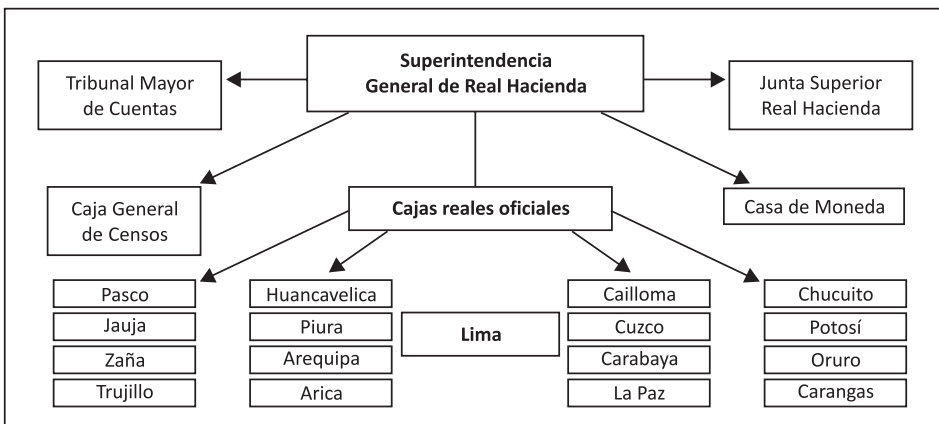 Superintendencia
General de Real Hacienda
Tribunal Mayor
de Cuentas
Junta Superior
Real Hacienda
Caja General
de Censos
Cajas reales oficiales
Casa de Moneda
Pasco
Jauja
Zaña
Trujillo
Huancavelica
Piura
Arequipa
Arica
Lima
Cailloma
Cuzco
Carabaya
La Paz
Chucuito
Potosí
Oruro
Carangas